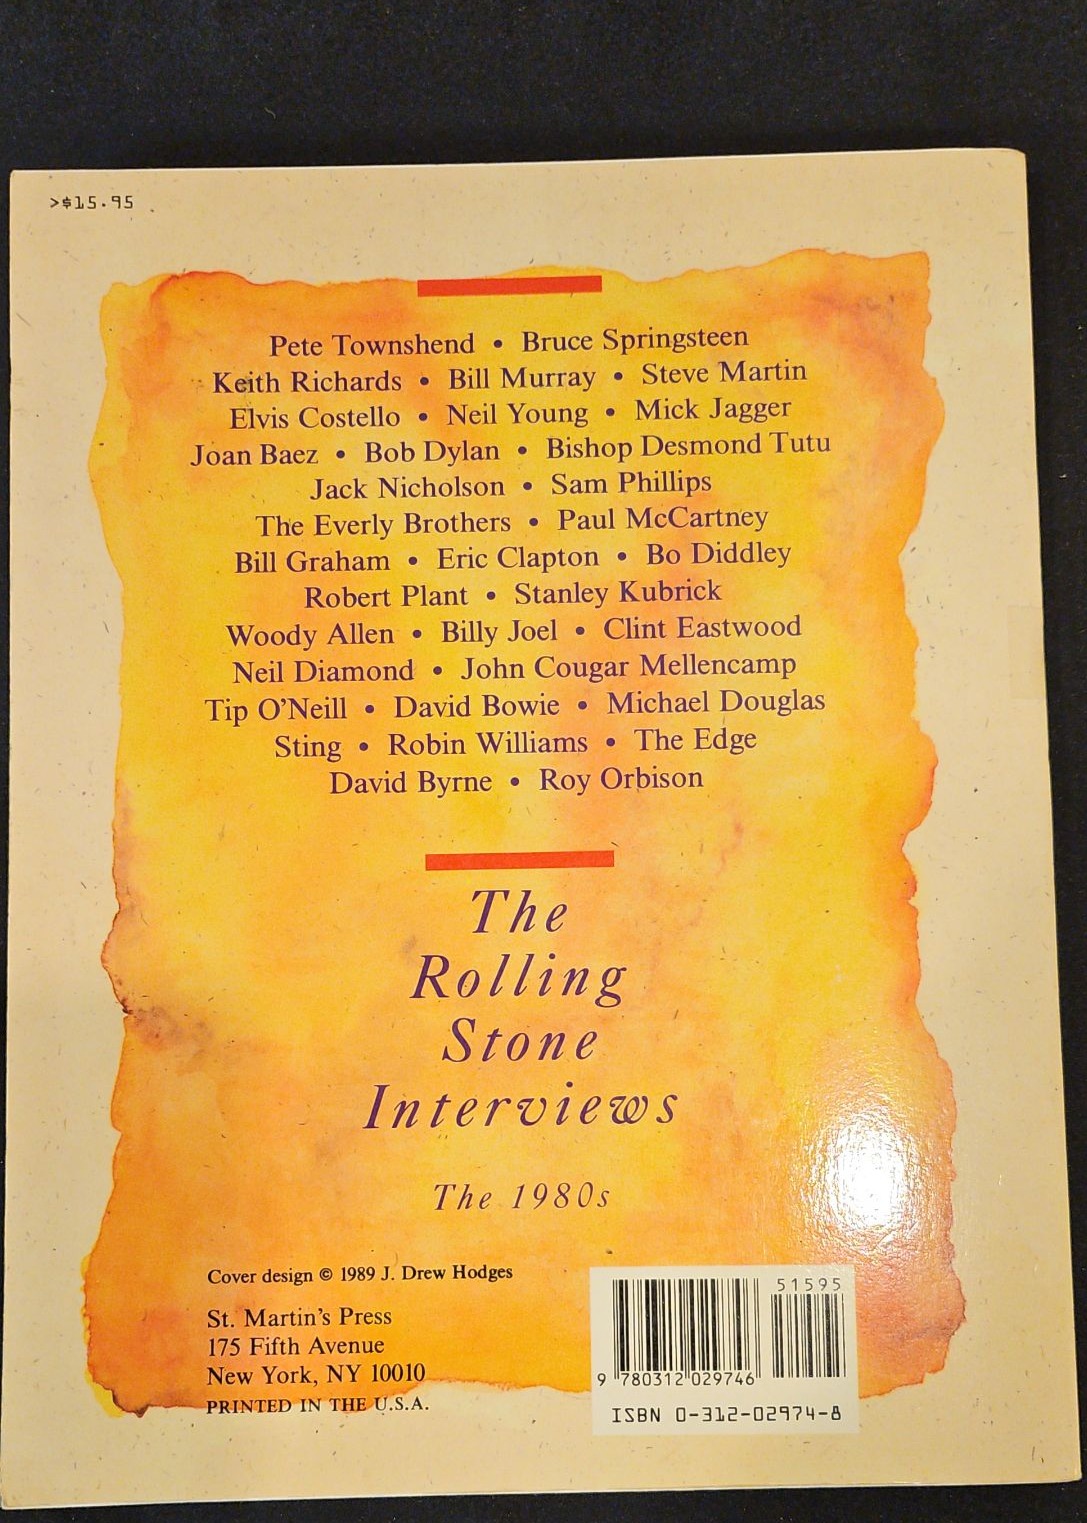 >$15.95
Pete Townshend • Bruce Springsteen
Keith Richards • Bill Murray • Steve Martin
Elvis Costello • Neil Young • Mick Jagger
Joan Baez • Bob Dylan • Bishop Desmond Tutu
Jack Nicholson • Sam Phillips
The Everly Brothers • Paul McCartney
Bill Graham • Eric Clapton • Bo Diddley
Robert Plant • Stanley Kubrick
Woody Allen • Billy Joel • Clint Eastwood
Neil Diamond • John Cougar Mellencamp
Tip O'Neill • David Bowie • Michael Douglas
Sting • Robin Williams • The Edge
David Byrne • Roy Orbison
The
Rolling
Stone
Interviews
The 1980s
Cover design © 1989 J. Drew Hodges
St. Martin's Press
175 Fifth Avenue
New York, NY 10010
PRINTED IN THE U.S.A.
51595
9 780312 029746
ISBN 0-312-02974-8